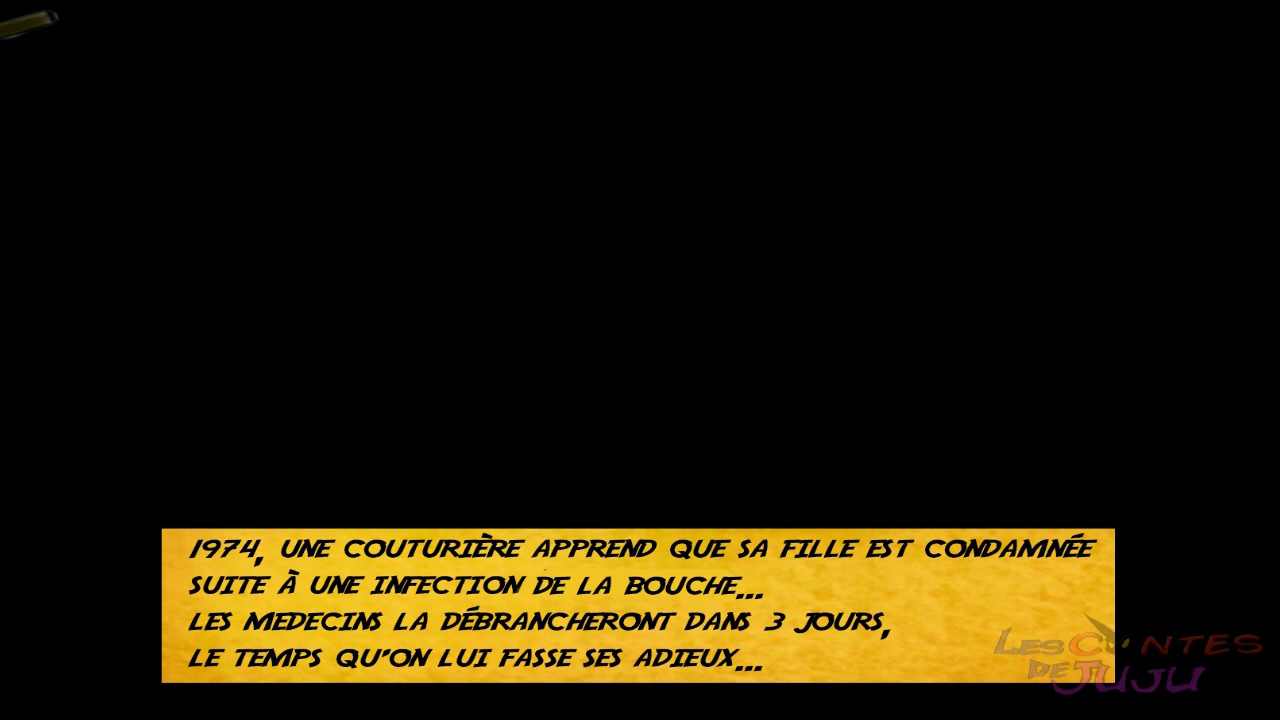 1974, UNE COUTURIÈRE APPREND QUE SA FILLE EST CONDAMNÉE
SUITE À UNE INFECTION DE LA BOUCHE...
LES MEDECINS LA DÉBRANCHERONT DANS 3 JOURS,
LE TEMPS QU'ON LUI FASSE SES ADIEUX...
LES CONTES
DE JUJU